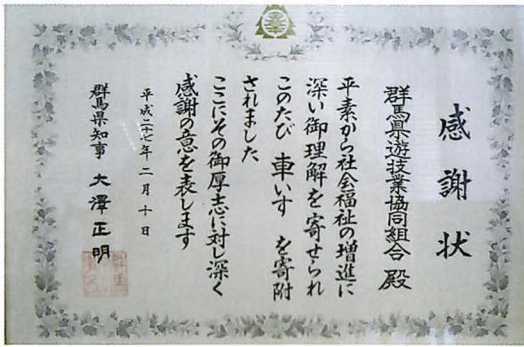 感謝状
群馬県遊技業協同組合 殿
平素から社会福祉の増進に
深い御理解を寄せられ
このたび 車いす を寄附
されました
ここにその御厚志に対し深く
感謝の意を表します
平成二十七年二月十日
群馬県知事 大澤正明